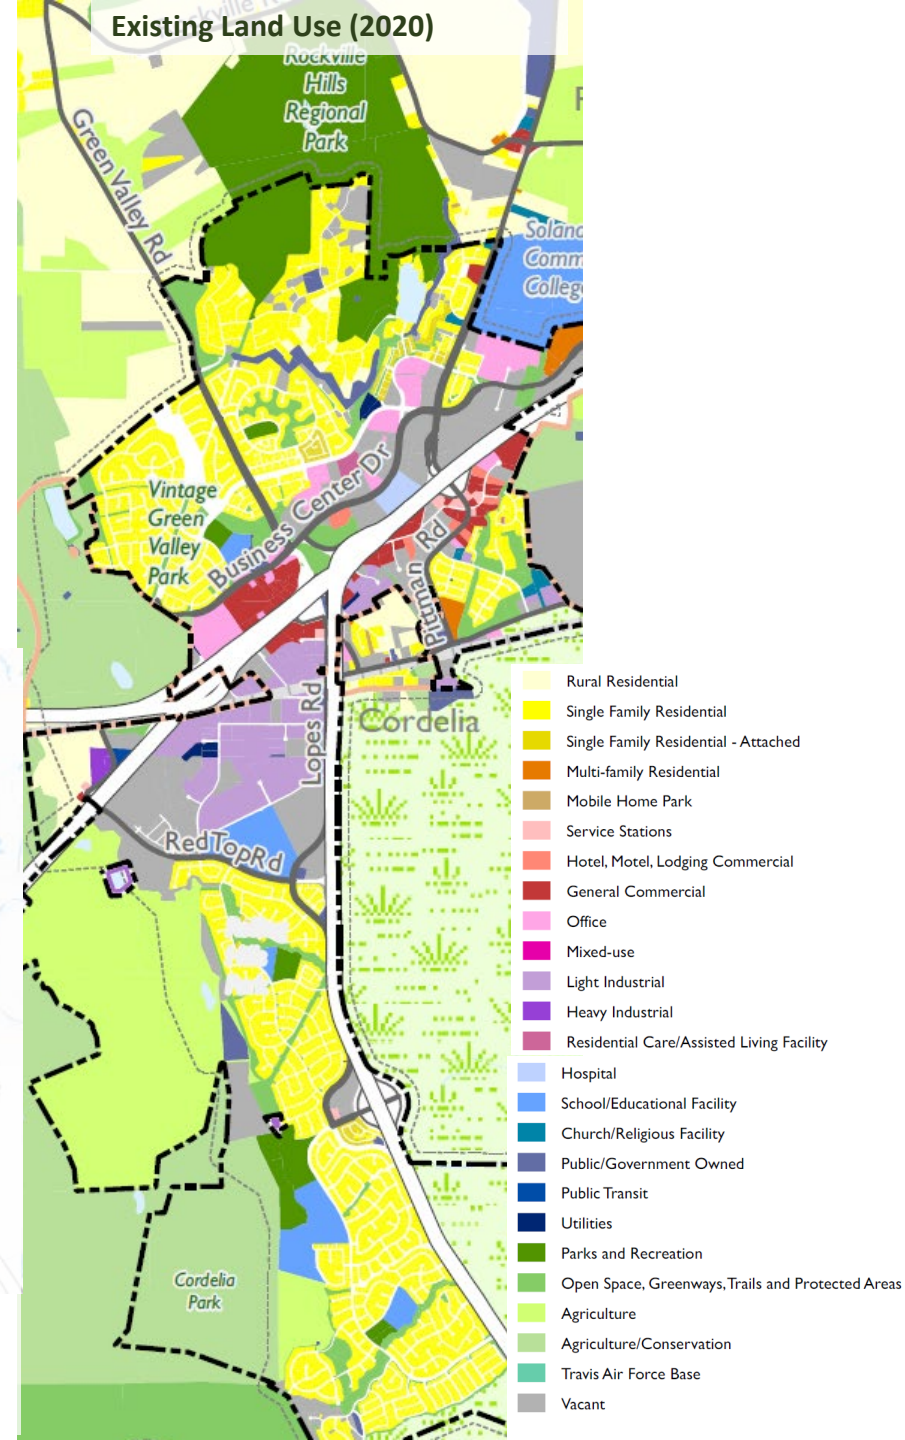 Existing Land Use (2020)
Rockville
Hills
Regional
Park
Green Valley Rd
Solano
Comm
College
Vintage
Green
Valley
Park
Business Center Dr
Pittman Rd
Lopes Rd
Cordelia
Red Top Rd
Cordelia
Park
Rural Residential
Single Family Residential
Single Family Residential - Attached
Multi-family Residential
Mobile Home Park
Service Stations
Hotel, Motel, Lodging Commercial
General Commercial
Office
Mixed-use
Light Industrial
Heavy Industrial
Residential Care/Assisted Living Facility
Hospital
School/Educational Facility
Church/Religious Facility
Public/Government Owned
Public Transit
Utilities
Parks and Recreation
Open Space, Greenways, Trails and Protected Areas
Agriculture
Agriculture/Conservation
Travis Air Force Base
Vacant